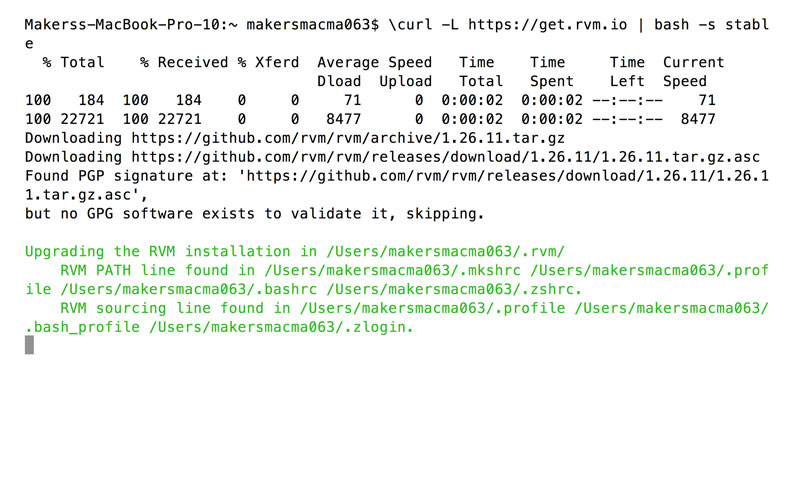 Makerss-MacBook-Pro-10:~ makersmacma063$ \curl -L https://get.rvm.io | bash -s stabl
e
  % Total    % Received % Xferd  Average Speed   Time    Time     Time  Current
                                 Dload  Upload   Total   Spent    Left  Speed
100   184  100   184    0     0     71      0  0:00:02  0:00:02 --:--:--    71
100 22721  100 22721    0     0   8477      0  0:00:02  0:00:02 --:--:--  8477
Downloading https://github.com/rvm/rvm/archive/1.26.11.tar.gz
Downloading https://github.com/rvm/rvm/releases/download/1.26.11/1.26.11.tar.gz.asc
Found PGP signature at: 'https://github.com/rvm/rvm/releases/download/1.26.11/1.26.1
1.tar.gz.asc',
but no GPG software exists to validate it, skipping.

Upgrading the RVM installation in /Users/makersmacma063/.rvm/
    RVM PATH line found in /Users/makersmacma063/.mkshrc /Users/makersmacma063/.prof
ile /Users/makersmacma063/.bashrc /Users/makersmacma063/.zshrc.
    RVM sourcing line found in /Users/makersmacma063/.profile /Users/makersmacma063/
.bash_profile /Users/makersmacma063/.zlogin.